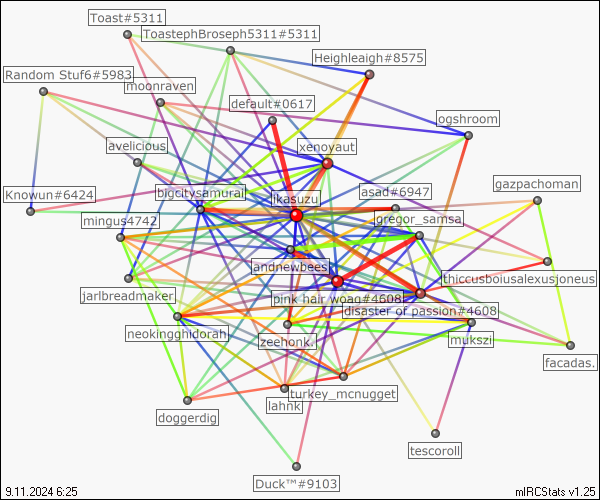 Toast#5311
ToastephBroseph5311#5311
Heighleaigh#8575
Random Stuf6#5983
moonraven
default#0617
ogshroom
avelicious
xenoyaut
gazpachoman
Knowun#6424
bigcitysamurai
ikasuzu
asad#6947
mingus4742
gregor_samsa
andnewbees
thiccusboiusalexusjoneus
jarlbreadmaker
pink hair woag#4608
disaster of passion#4608
neokingghidorah
zeehonk.
mukszi
facadas.
turkey_mcnugget
lahnk
doggerdig
tescoroll
Duck™#9103
9.11.2024 6:25
mIRCStats v1.25